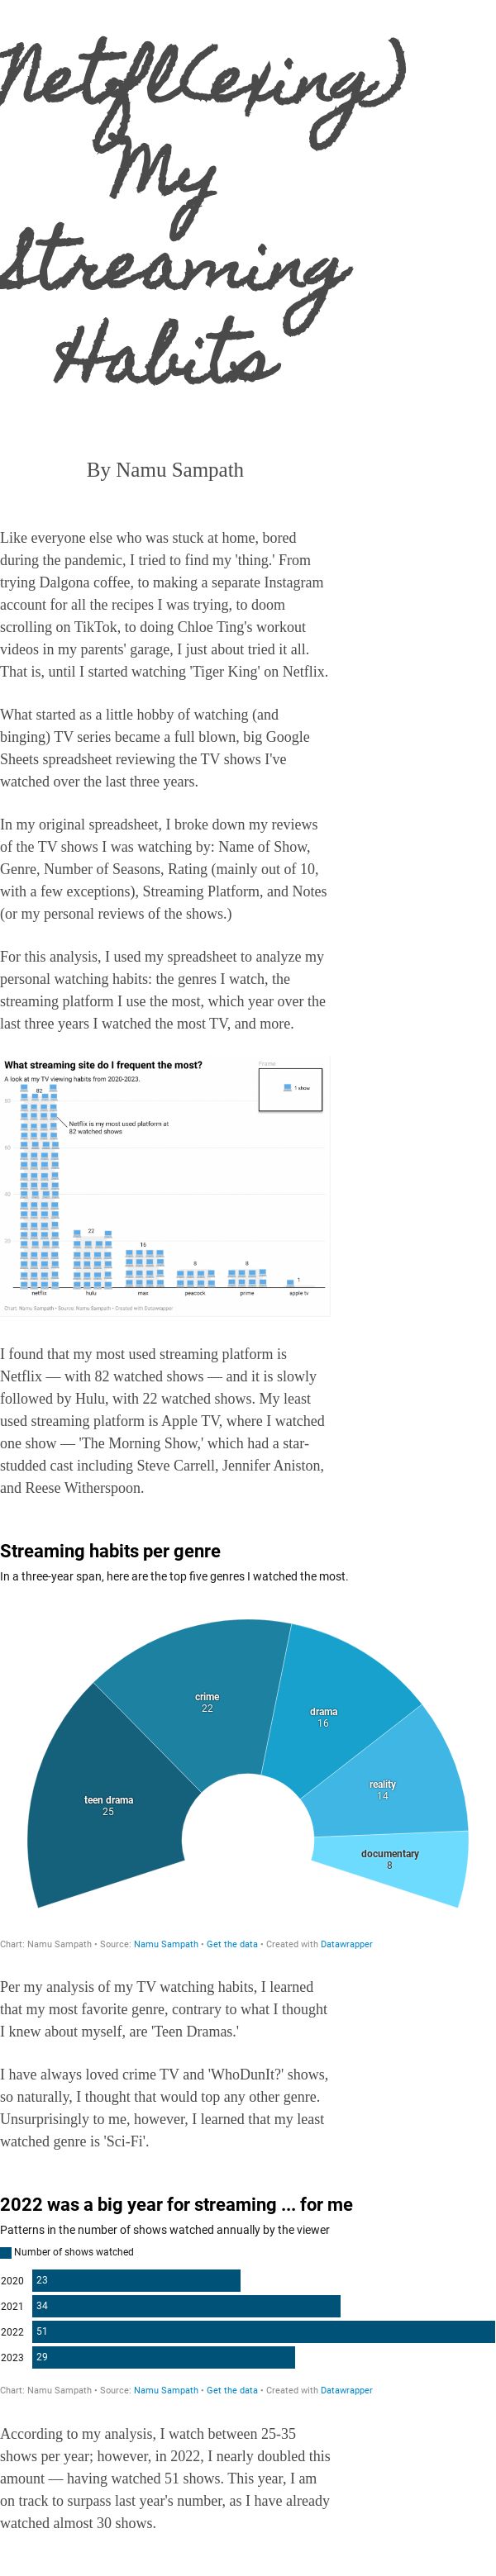 Netfl(exing)
My
Streaming
Habits
By Namu Sampath
Like everyone else who was stuck at home, bored
during the pandemic, I tried to find my 'thing.' From
trying Dalgona coffee, to making a separate Instagram
account for all the recipes I was trying, to doom
scrolling on TikTok, to doing Chloe Ting's workout
videos in my parents' garage, I just about tried it all.
That is, until I started watching 'Tiger King' on Netflix.
What started as a little hobby of watching (and
binging) TV series became a full blown, big Google
Sheets spreadsheet reviewing the TV shows I've
watched over the last three years.
In my original spreadsheet, I broke down my reviews
of the TV shows I was watching by: Name of Show,
Genre, Number of Seasons, Rating (mainly out of 10,
with a few exceptions), Streaming Platform, and Notes
(or my personal reviews of the shows.)
For this analysis, I used my spreadsheet to analyze my
personal watching habits: the genres I watch, the
streaming platform I use the most, which year over the
last three years I watched the most TV, and more.
What streaming site do I frequent the most?
Frame
A look at my TV viewing habits from 2020-2023.
1 show
82
80
Netflix is my most used platform at
82 watched shows
60
40
22
20
16
8
8
1
netflix
hulu
max
peacock
prime
apple tv
Chart: Namu Sampath • Source: Namu Sampath • Created with Datawrapper
I found that my most used streaming platform is
Netflix — with 82 watched shows — and it is slowly
followed by Hulu, with 22 watched shows. My least
used streaming platform is Apple TV, where I watched
one show — 'The Morning Show,' which had a star-
studded cast including Steve Carrell, Jennifer Aniston,
and Reese Witherspoon.
Streaming habits per genre
In a three-year span, here are the top five genres I watched the most.
crime
22
drama
16
reality
14
teen drama
25
documentary
8
Chart: Namu Sampath • Source: Namu Sampath • Get the data • Created with Datawrapper
Per my analysis of my TV watching habits, I learned
that my most favorite genre, contrary to what I thought
I knew about myself, are 'Teen Dramas.'
I have always loved crime TV and 'WhoDunIt?' shows,
so naturally, I thought that would top any other genre.
Unsurprisingly to me, however, I learned that my least
watched genre is 'Sci-Fi'.
2022 was a big year for streaming ... for me
Patterns in the number of shows watched annually by the viewer
Number of shows watched
2020 23
2021 34
2022 51
2023 29
Chart: Namu Sampath • Source: Namu Sampath • Get the data • Created with Datawrapper
According to my analysis, I watch between 25-35
shows per year; however, in 2022, I nearly doubled this
amount — having watched 51 shows. This year, I am
on track to surpass last year's number, as I have already
watched almost 30 shows.